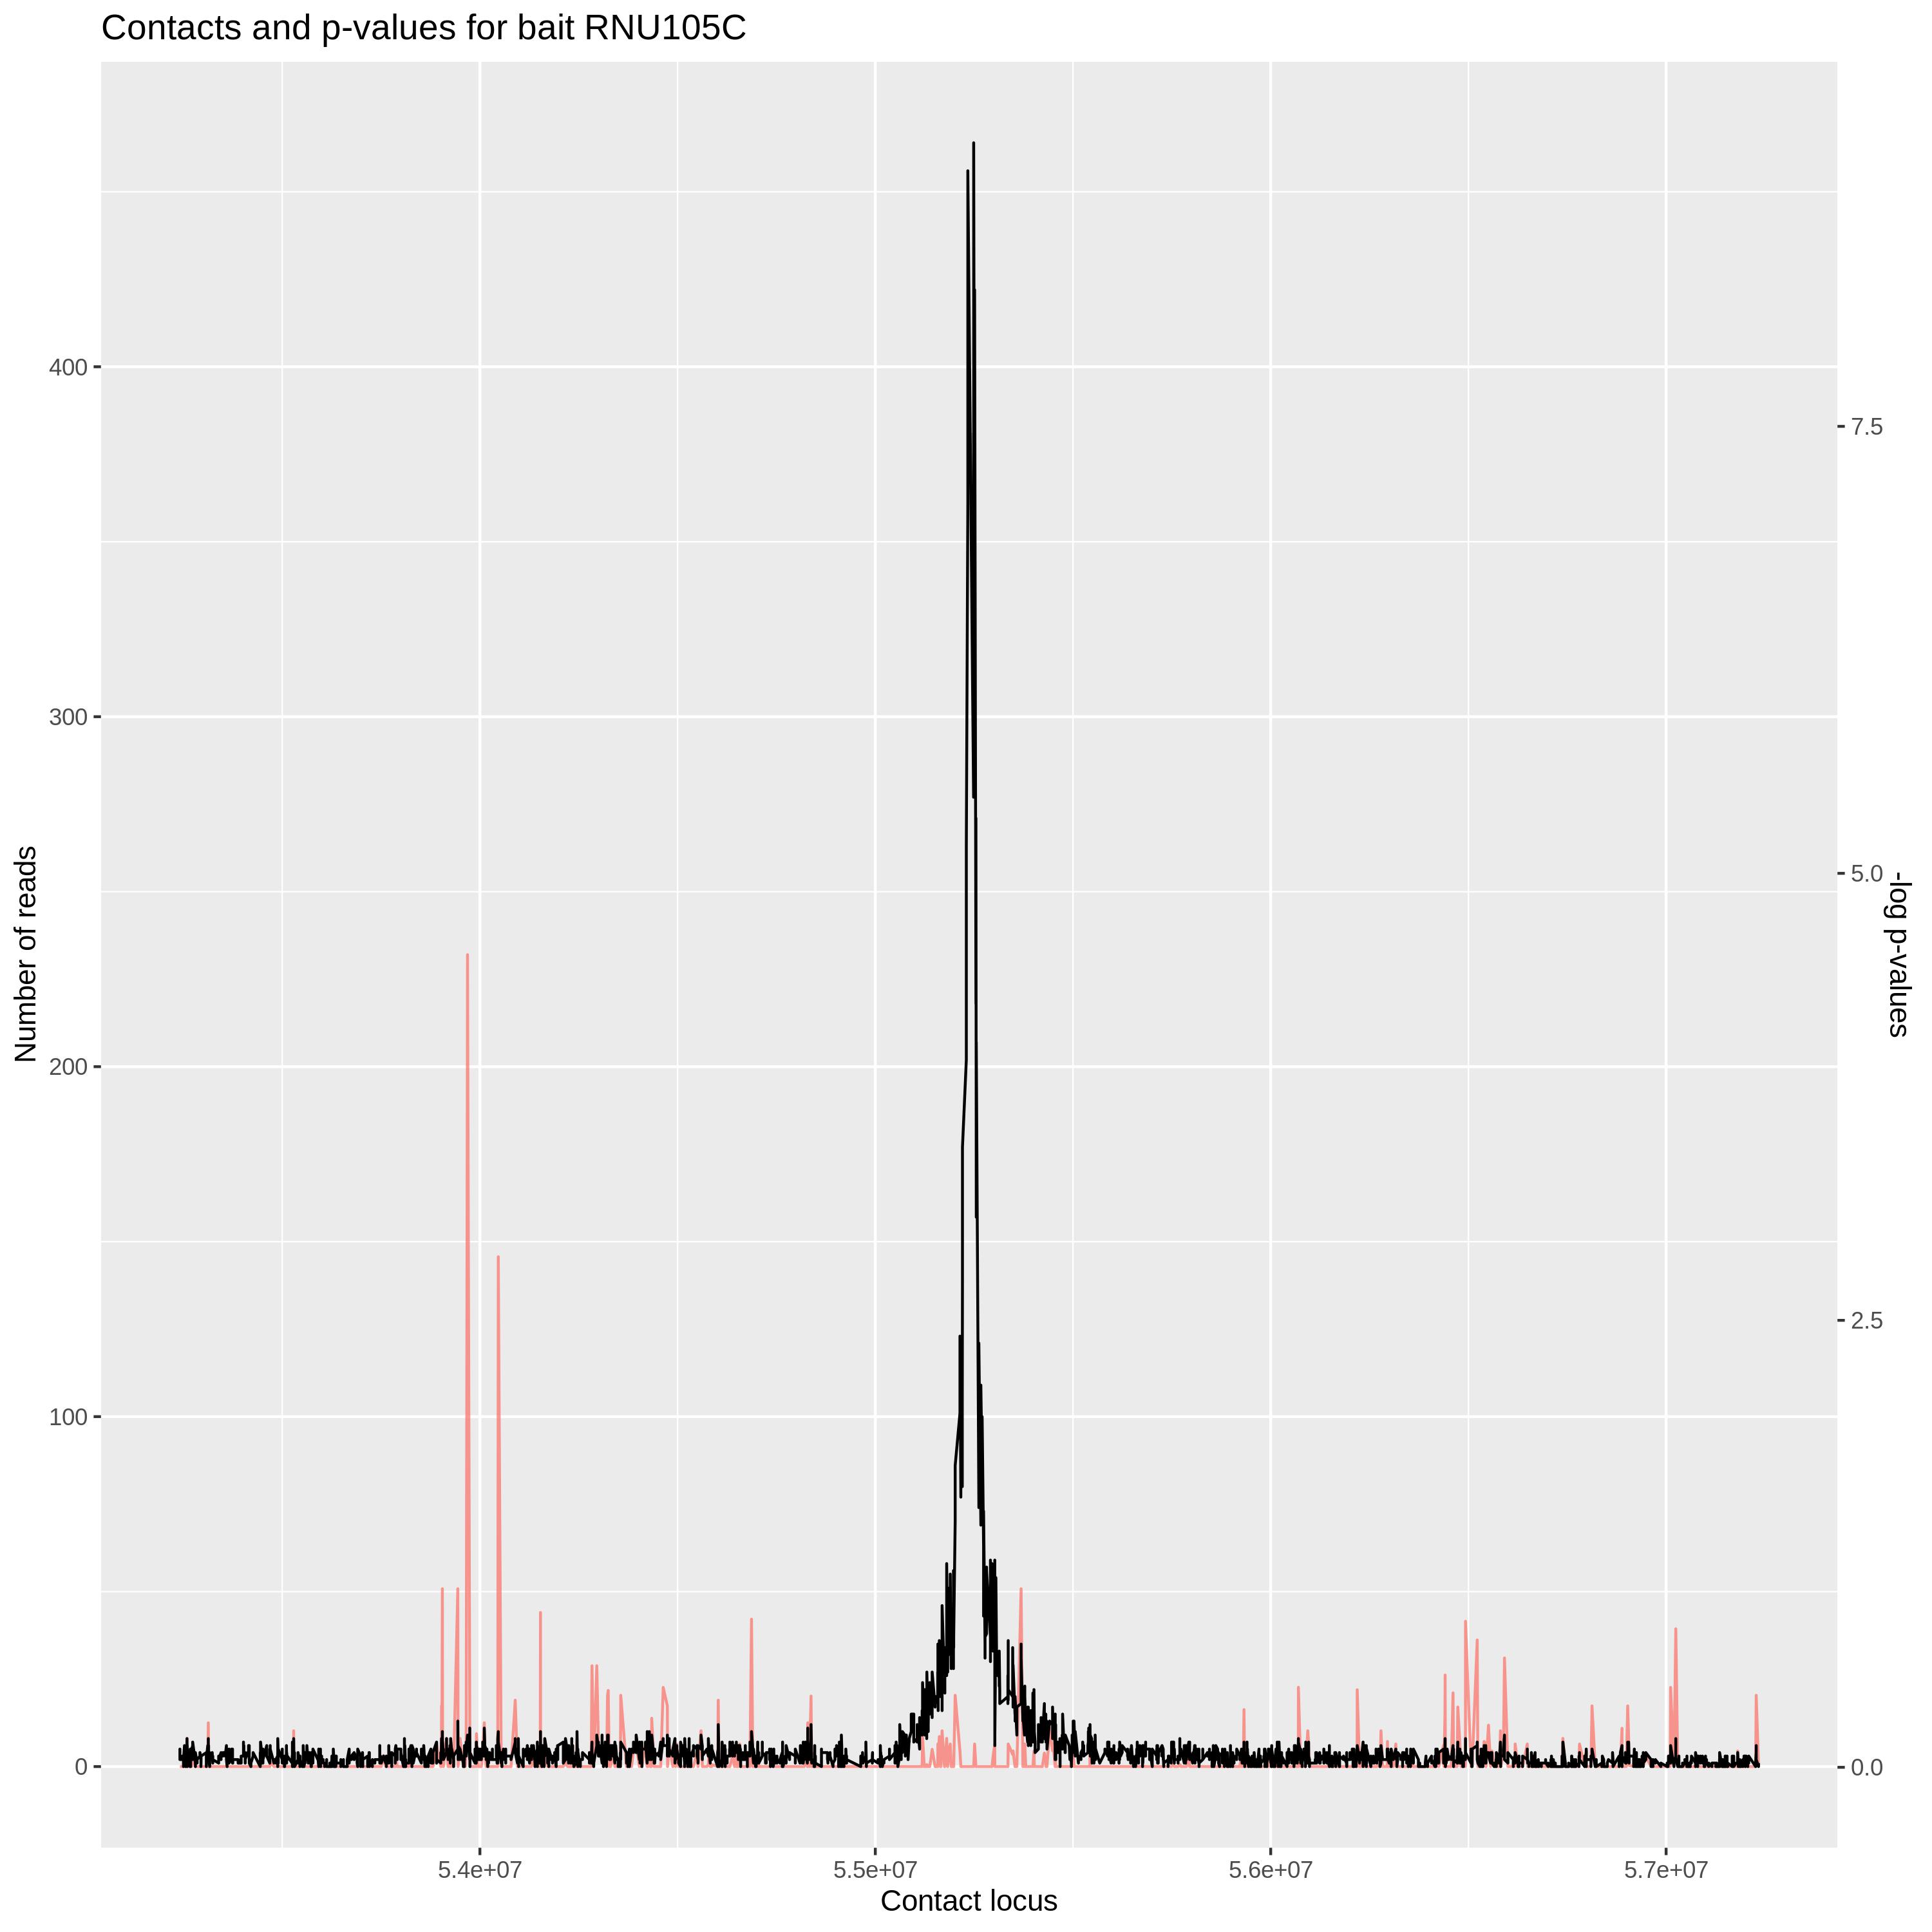 Contacts and p-values for bait RNU105C
Number of reads
400
300
200
100
0
7.5
5.0
2.5
0.0
-log p-values
5.4e+07
5.5e+07
5.6e+07
5.7e+07
Contact locus